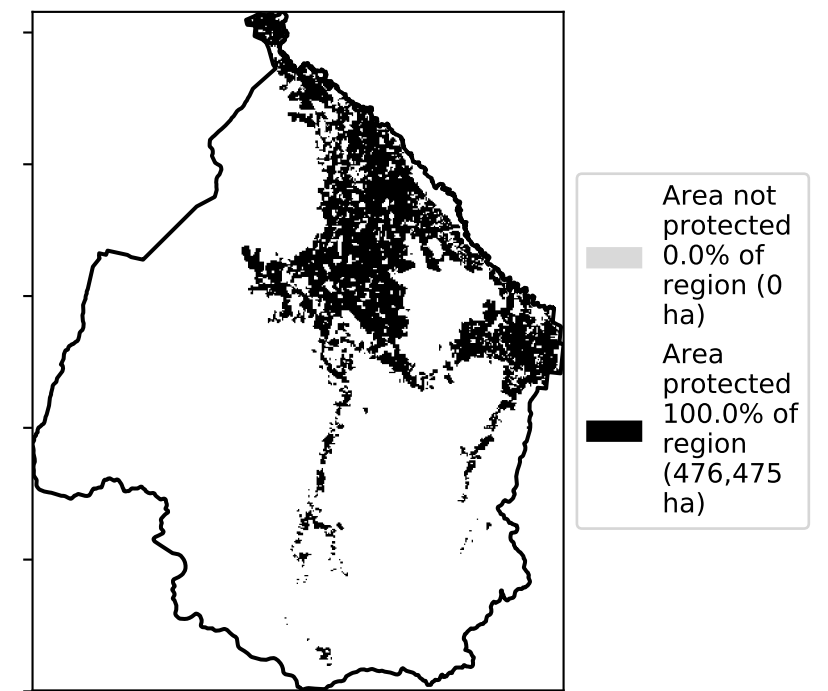 Area not
protected
0.0% of
region (0
ha)
Area
protected
100.0% of
region
(476,475
ha)